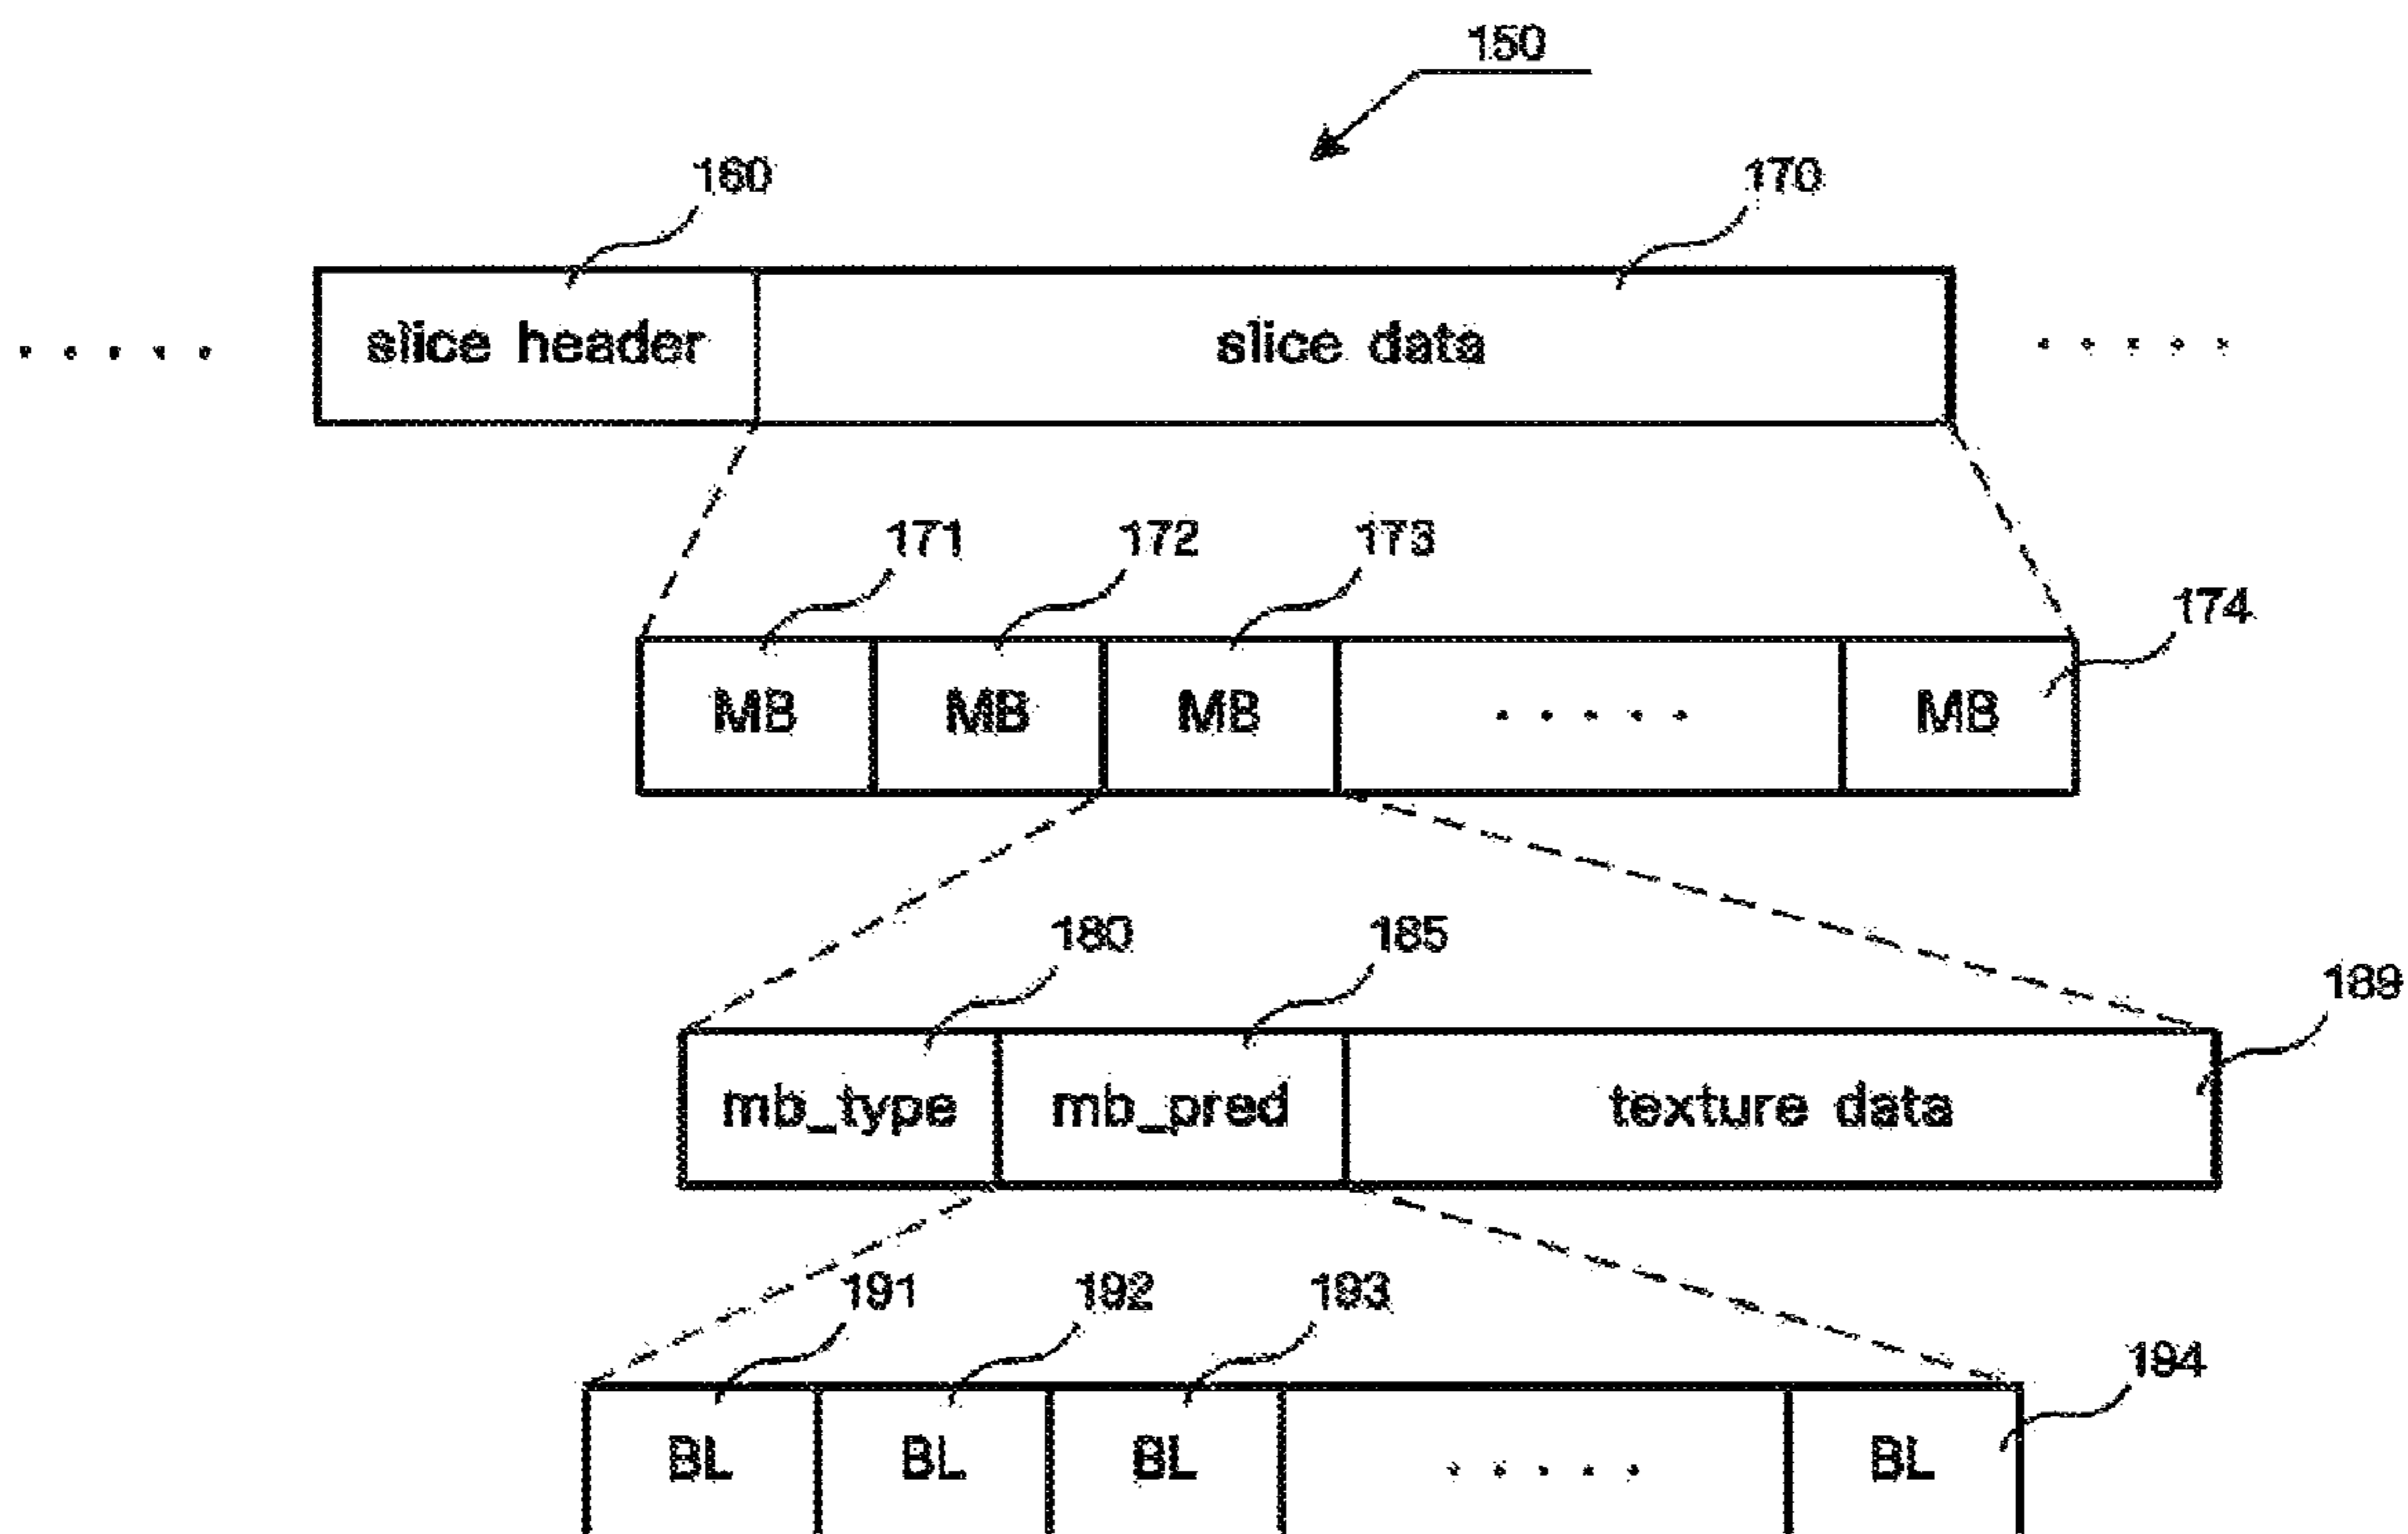 150
160 170
slice header slice data
171 172 173
174
MB MB MB ..... MB
180 185
189
mb_type mb_pred texture data
191 192 193
194
BL BL BL ..... BL